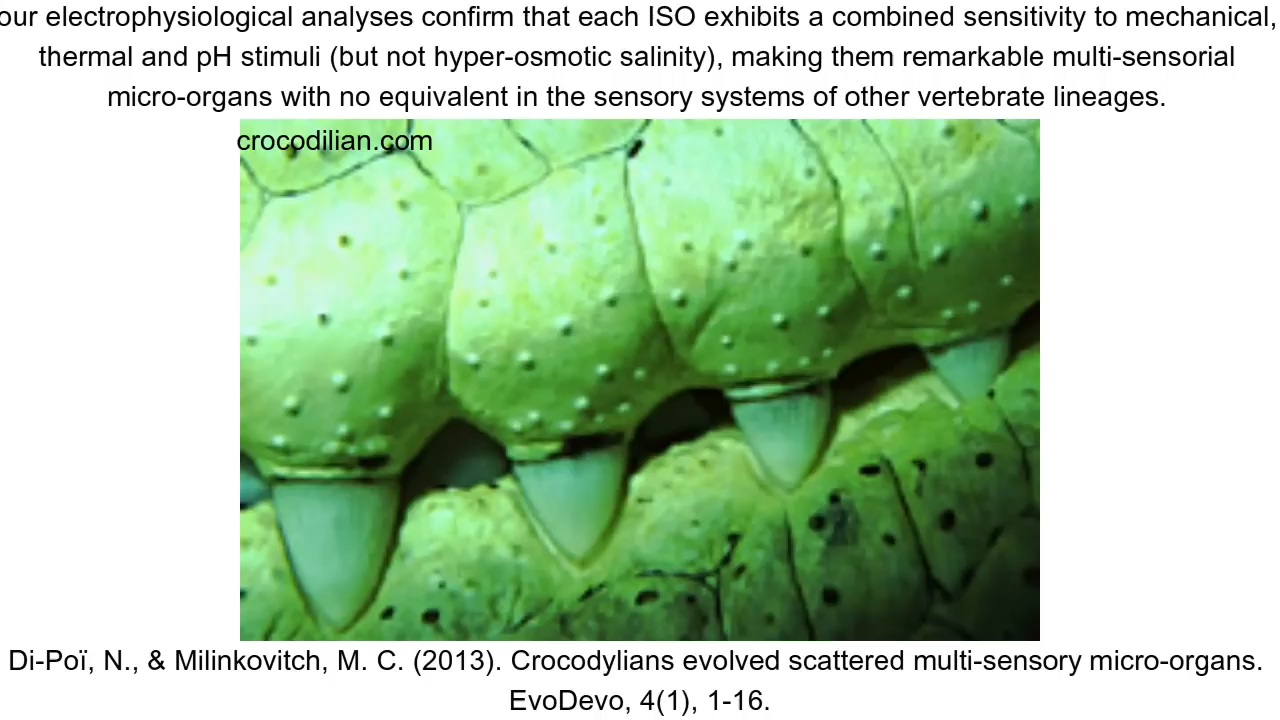 our electrophysiological analyses confirm that each ISO exhibits a combined sensitivity to mechanical,
thermal and pH stimuli (but not hyper-osmotic salinity), making them remarkable multi-sensorial
micro-organs with no equivalent in the sensory systems of other vertebrate lineages.
crocodilian.com
Di-Poï, N., & Milinkovitch, M. C. (2013). Crocodylians evolved scattered multi-sensory micro-organs.
EvoDevo, 4(1), 1-16.